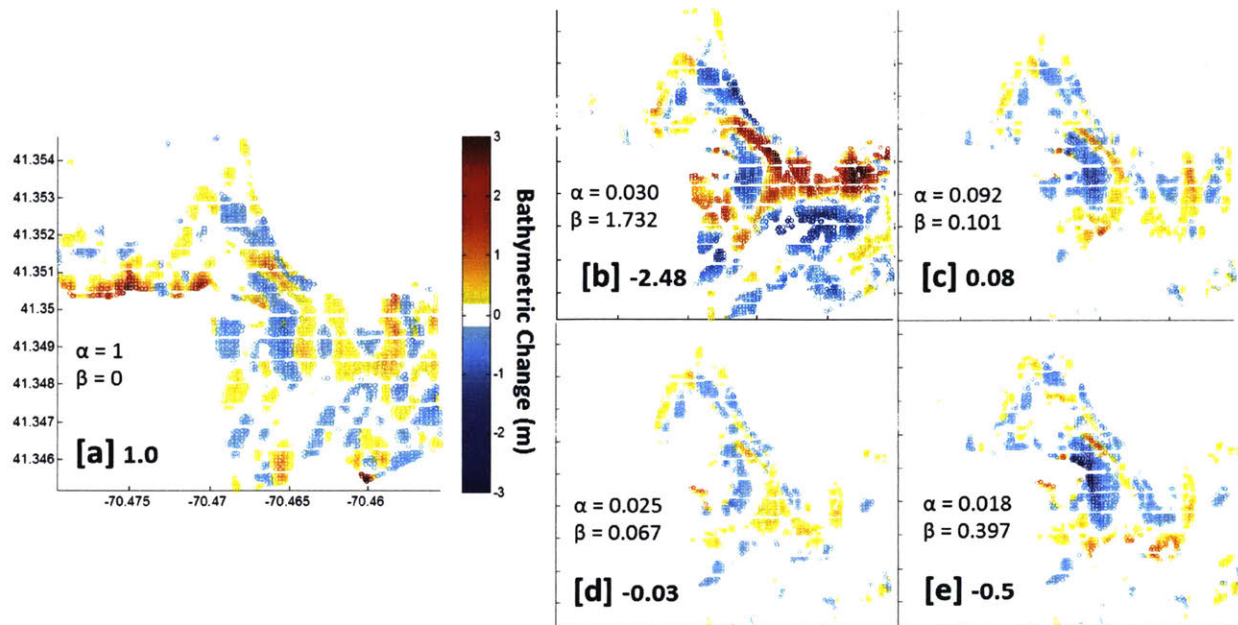 41.354
41.353
41.352
41.351
41.35
41.349
41.348
41.347
41.346
-70.475
-70.47
-70.465
-70.46
α = 1
β = 0
[a] 1.0
3
2
1
0
-1
-2
-3
Bathymetric Change (m)
α = 0.030
β = 1.732
[b] -2.48
α = 0.092
β = 0.101
[c] 0.08
α = 0.025
β = 0.067
[d] -0.03
α = 0.018
β = 0.397
[e] -0.5